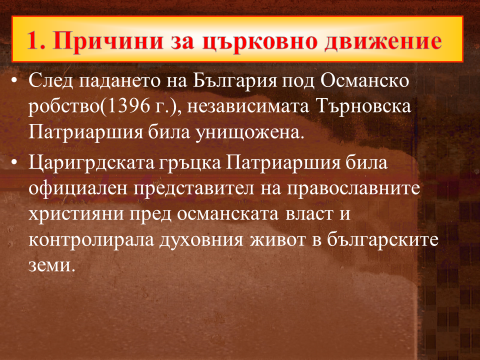 1. Причини за църковно движение
• След падането на България под Османско
робство(1396 г.), независимата Търновска
Патриаршия била унищожена.
• Царигрдската гръцка Патриаршия била
официален представител на православните
християни пред османската власт и
контролирала духовния живот в българските
земи.